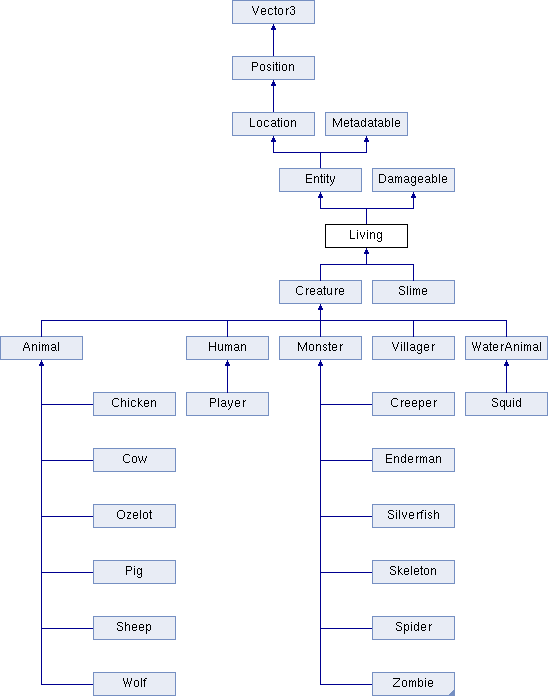 Vector3
Position
Location
Metadatable
Entity
Damageable
Living
Creature
Slime
Animal
Human
Monster
Villager
WaterAnimal
Chicken
Player
Creeper
Squid
Cow
Enderman
Ozelot
Silverfish
Pig
Skeleton
Sheep
Spider
Wolf
Zombie